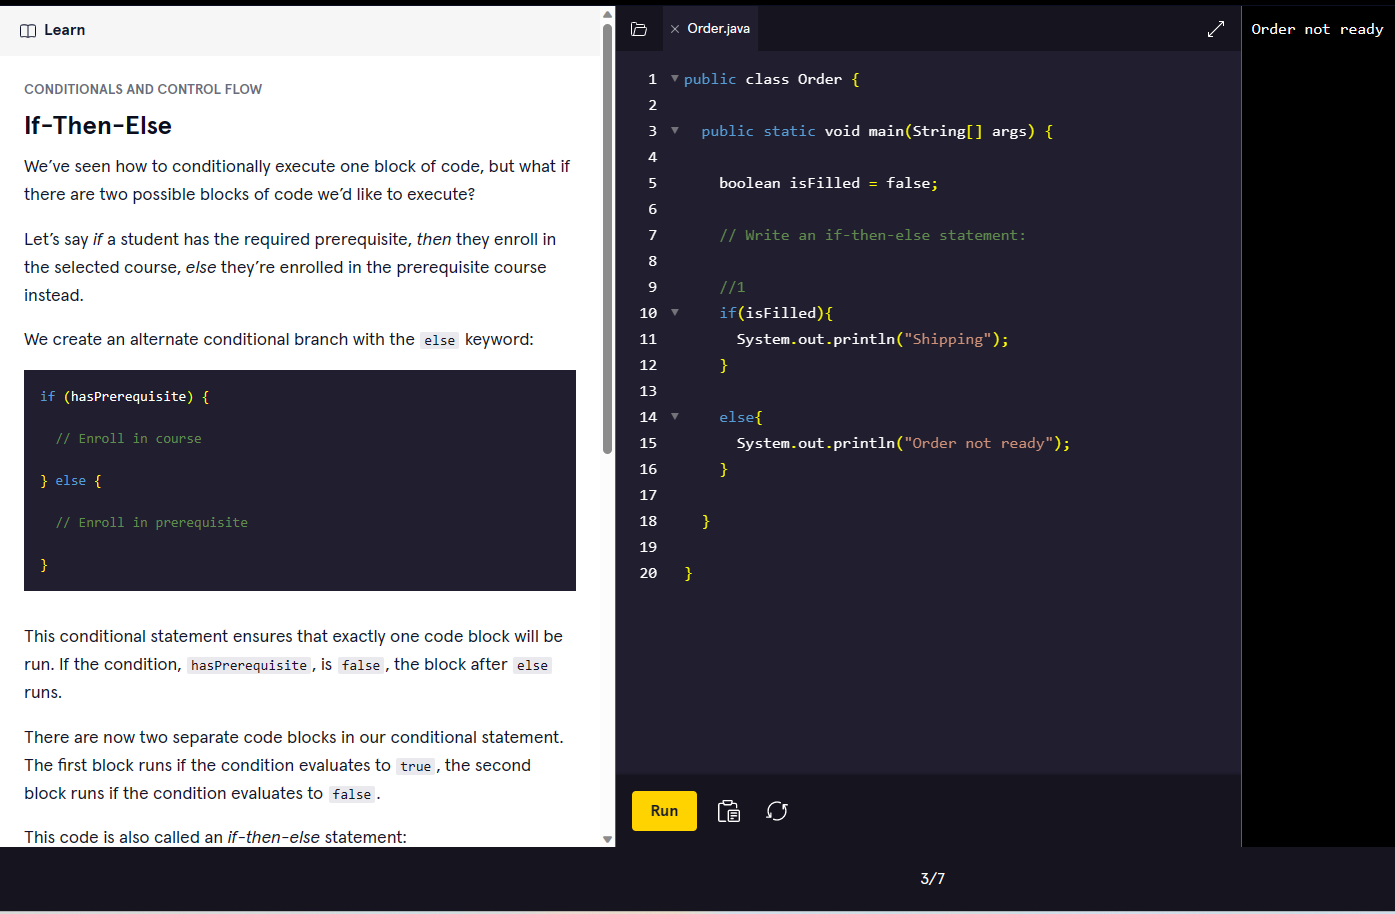 Learn
CONDITIONALS AND CONTROL FLOW
If-Then-Else
We've seen how to conditionally execute one block of code, but what if
there are two possible blocks of code we'd like to execute?
Let's say if a student has the required prerequisite, then they enroll in
the selected course, else they're enrolled in the prerequisite course
instead.
We create an alternate conditional branch with the else keyword:
if (hasPrerequisite) {
// Enroll in course
} else {
// Enroll in prerequisite
}
This conditional statement ensures that exactly one code block will be
run. If the condition, hasPrerequisite, is false, the block after else
runs.
There are now two separate code blocks in our conditional statement.
The first block runs if the condition evaluates to true, the second
block runs if the condition evaluates to false.
This code is also called an if-then-else statement:
Order.java
1 public class Order {
2
3 public static void main(String[] args) {
4
5 boolean isFilled = false;
6
7 // Write an if-then-else statement:
8
9 //1
10 if(isFilled){
11 System.out.println("Shipping");
12 }
13
14 else{
15 System.out.println("Order not ready");
16 }
17
18 }
19
20 }
Run
Order not ready
3/7